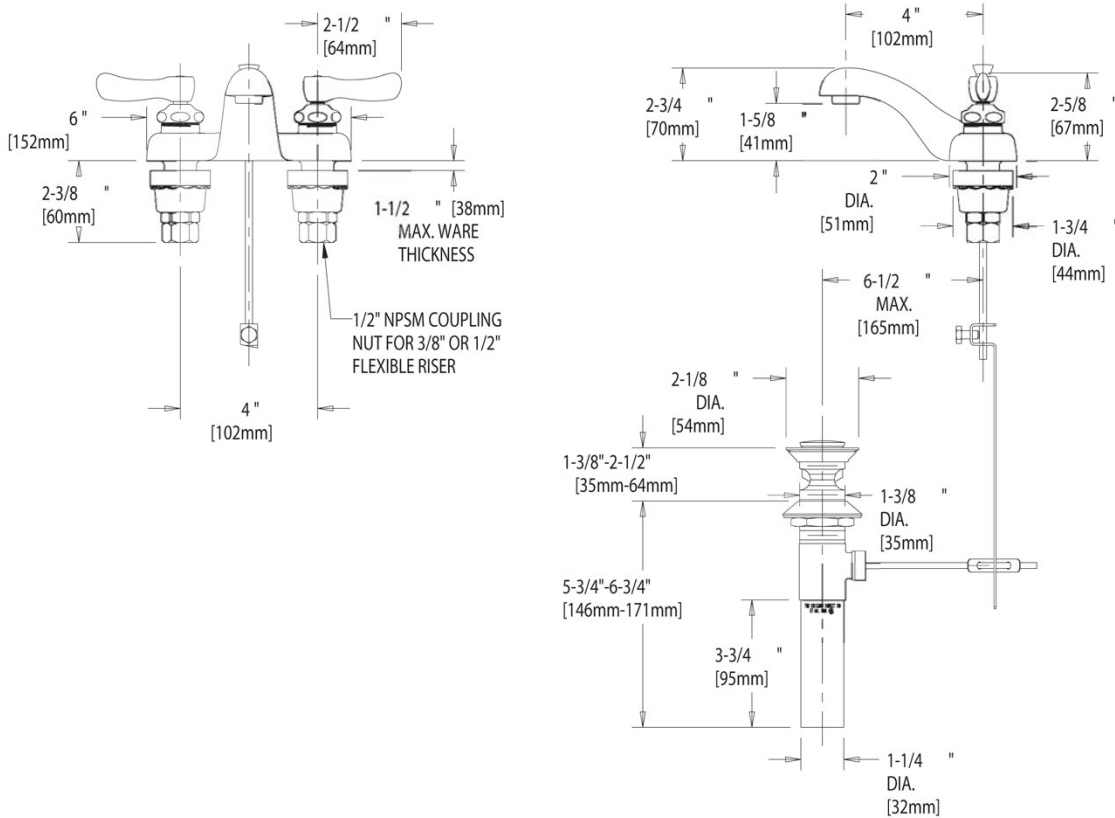 2-1/2 "
[64mm]
6 "
[152mm]
2-3/8 "
[60mm]
1-1/2 " [38mm]
MAX. WARE
THICKNESS
1/2" NPSM COUPLING
NUT FOR 3/8" OR 1/2"
FLEXIBLE RISER
4 "
[102mm]
4 "
[102mm]
2-3/4 "
[70mm]
1-5/8 "
[41mm]
2-5/8 "
[67mm]
2 "
DIA.
[51mm]
1-3/4 "
DIA.
[44mm]
6-1/2 "
MAX.
[165mm]
2-1/8 "
DIA.
[54mm]
1-3/8"-2-1/2"
[35mm-64mm]
1-3/8 "
DIA.
[35mm]
5-3/4"-6-3/4"
[146mm-171mm]
3-3/4 "
[95mm]
1-1/4 "
DIA.
[32mm]